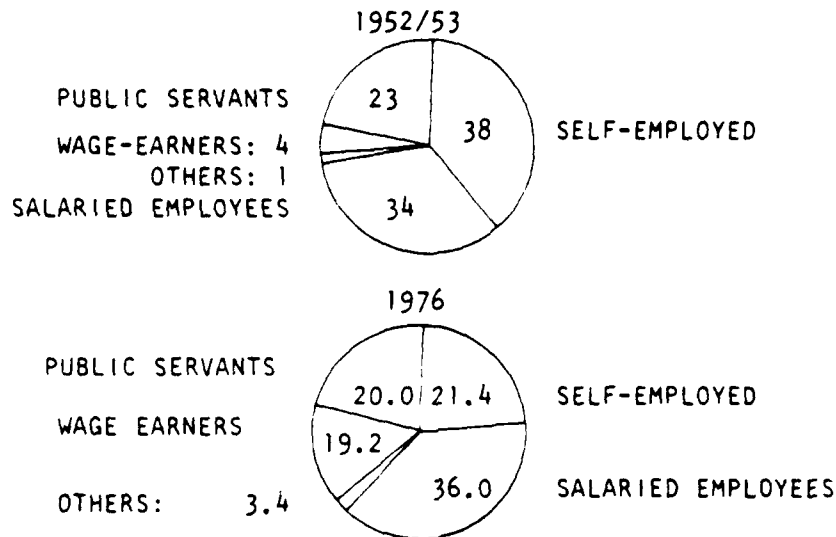 1952/53
PUBLIC SERVANTS
23
38
SELF-EMPLOYED
WAGE-EARNERS: 4
OTHERS: 1
SALARIED EMPLOYEES
34
1976
PUBLIC SERVANTS
20.0
21.4
SELF-EMPLOYED
WAGE EARNERS
19.2
36.0
SALARIED EMPLOYEES
OTHERS: 3.4